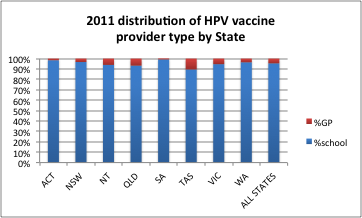 2011 distribution of HPV vaccine
provider type by State
100%
90%
80%
70%
60%
50%
40%
30%
20%
10%
0%
ACT
NSW
NT
QLD
SA
TAS
VIC
WA
ALL STATES
%GP
%school